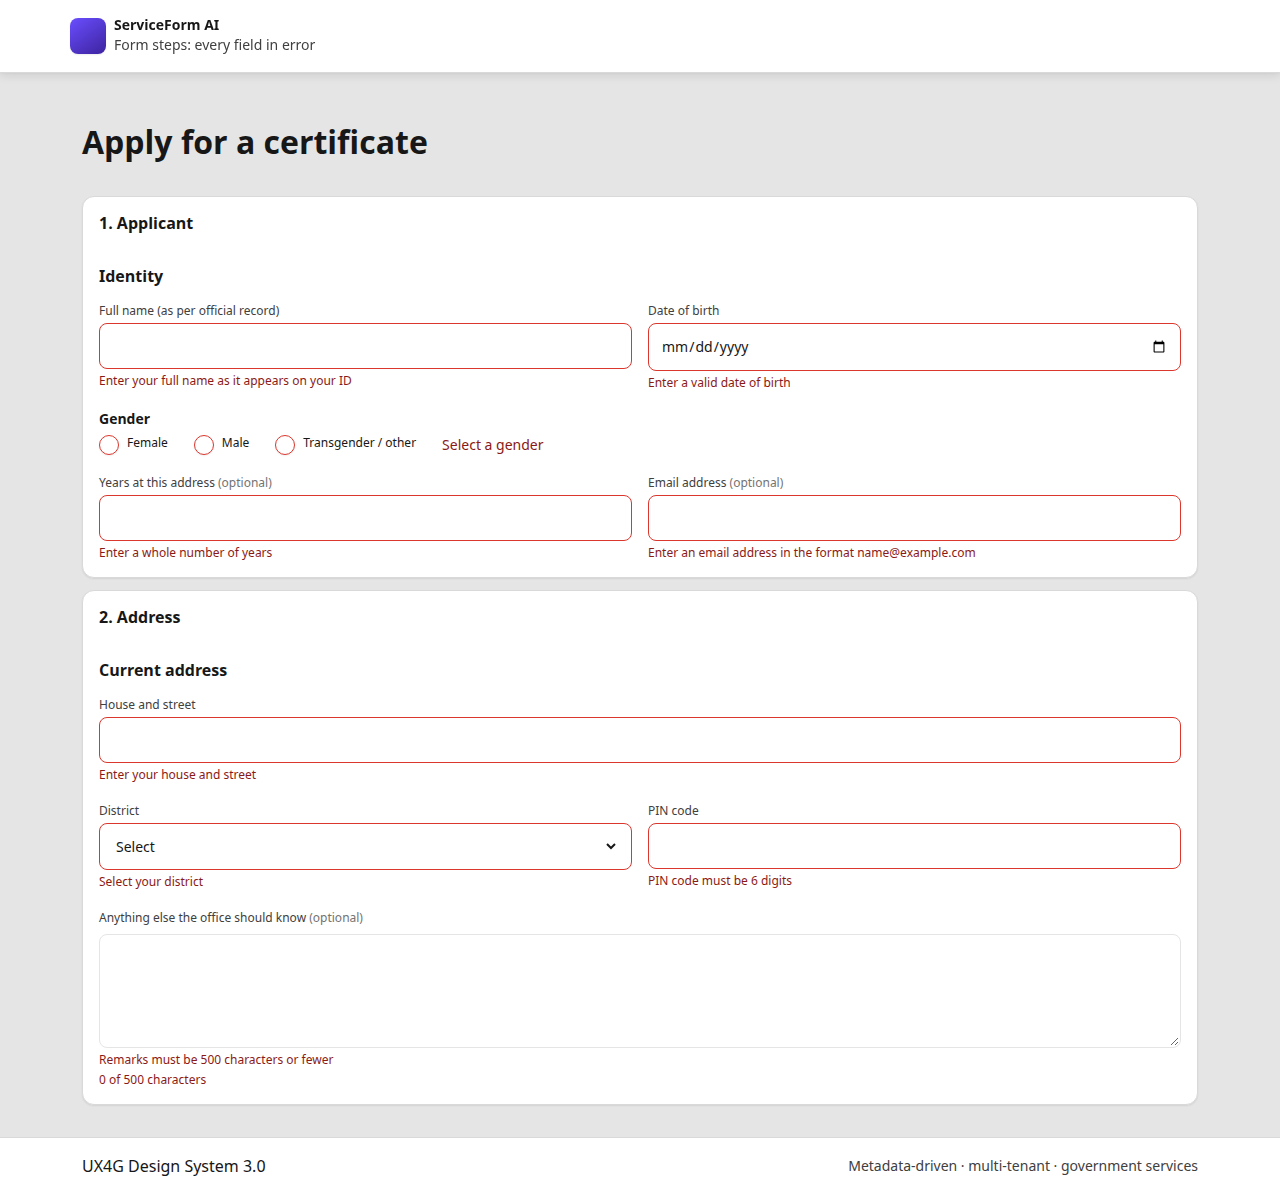 ServiceForm AI
Form steps: every field in error
Apply for a certificate
1. Applicant
Identity
Full name (as per official record)
Date of birth
mm/dd/yyyy
Enter your full name as it appears on your ID
Enter a valid date of birth
Gender
Female
Male
Transgender / other
Select a gender
Years at this address (optional)
Email address (optional)
Enter a whole number of years
Enter an email address in the format name@example.com
2. Address
Current address
House and street
Enter your house and street
District
PIN code
Select
Select your district
PIN code must be 6 digits
Anything else the office should know (optional)
Remarks must be 500 characters or fewer
0 of 500 characters
UX4G Design System 3.0
Metadata-driven · multi-tenant · government services